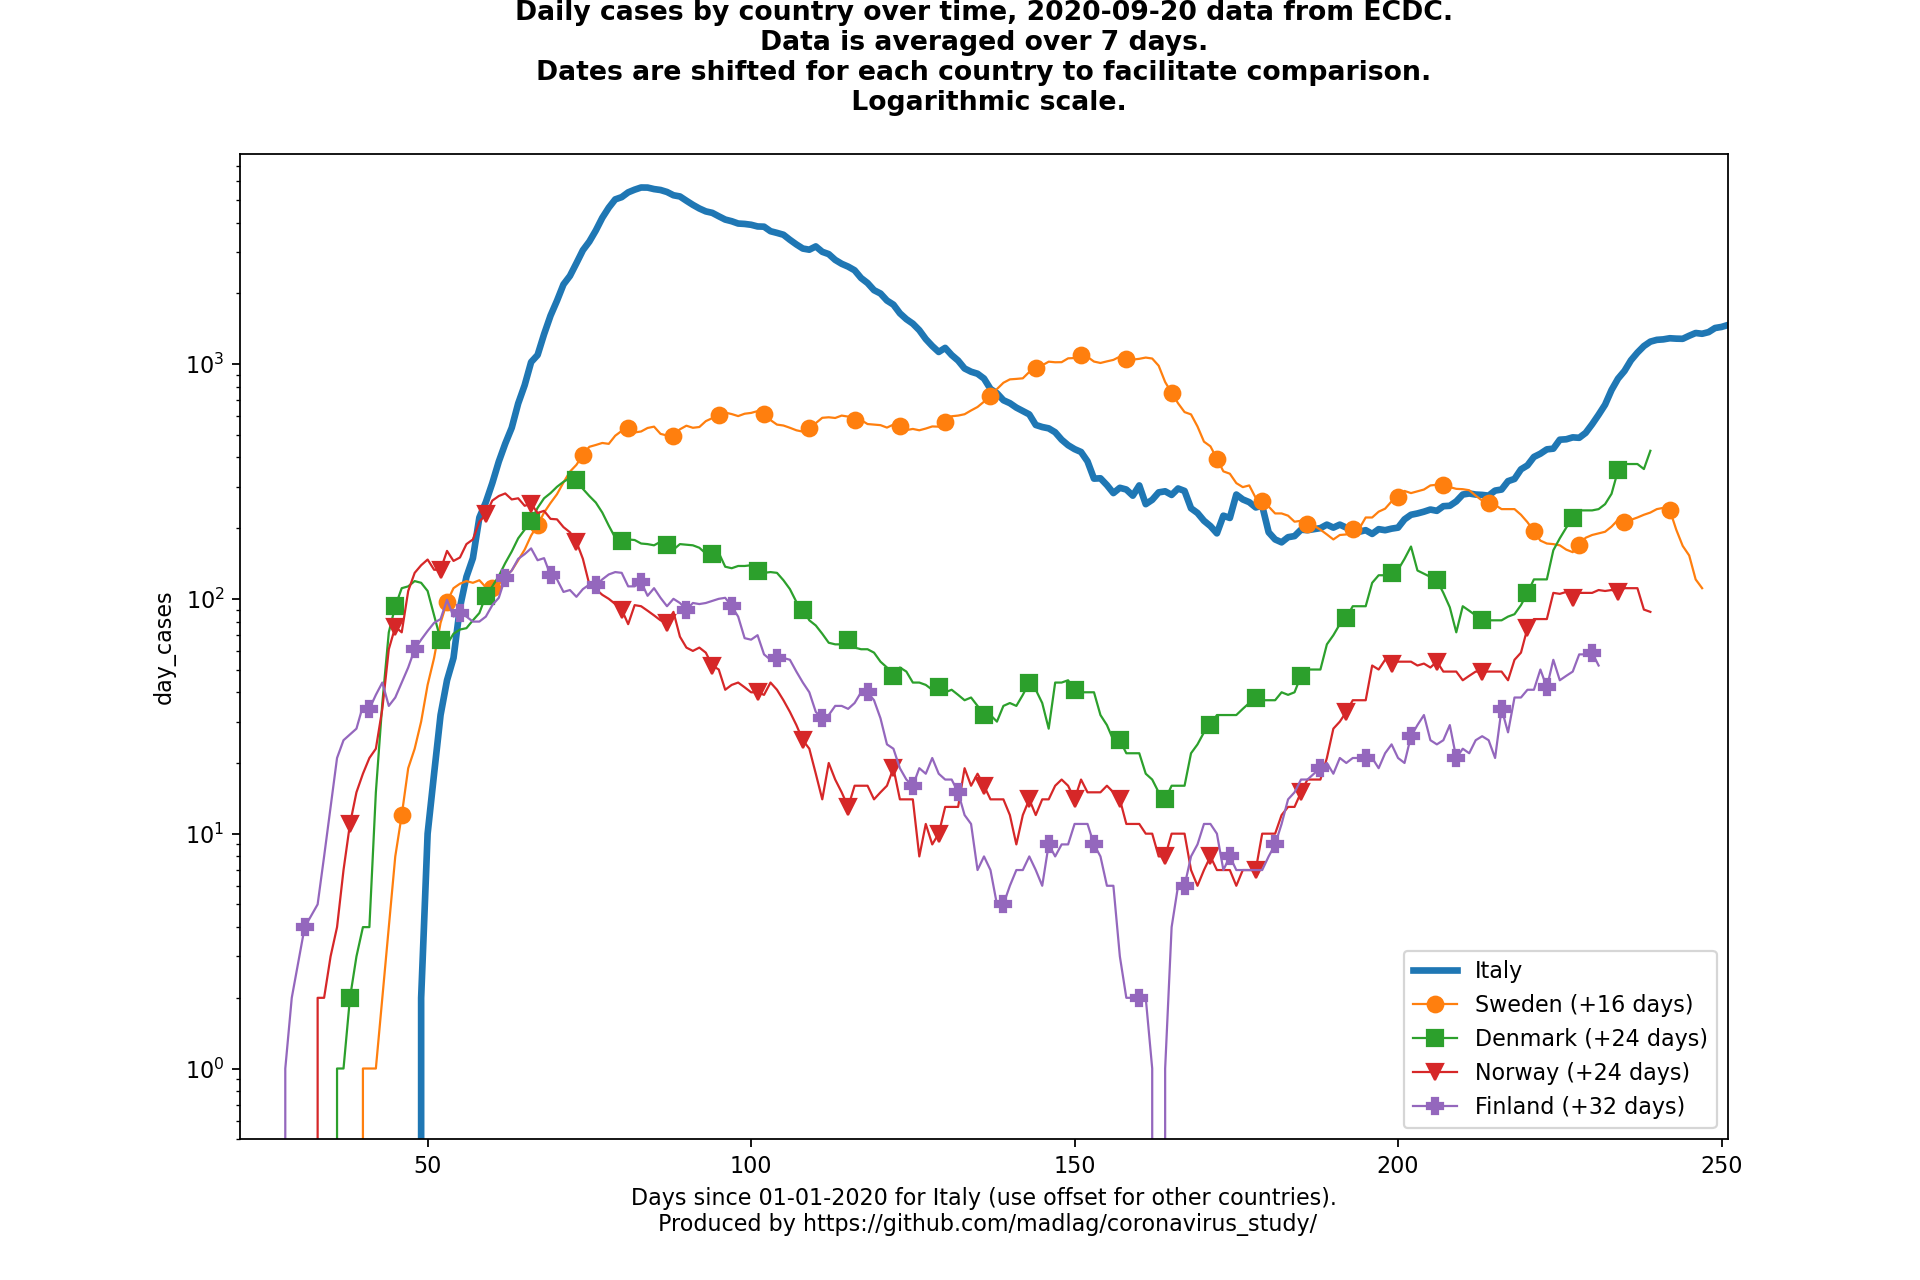 Daily cases by country over time, 2020-09-20 data from ECDC.
Data is averaged over 7 days.
Dates are shifted for each country to facilitate comparison.
Logarithmic scale.
day_cases
10³
10²
10¹
10⁰
50
100
150
200
250
Italy
Sweden (+16 days)
Denmark (+24 days)
Norway (+24 days)
Finland (+32 days)
Days since 01-01-2020 for Italy (use offset for other countries).
Produced by https://github.com/madlag/coronavirus_study/